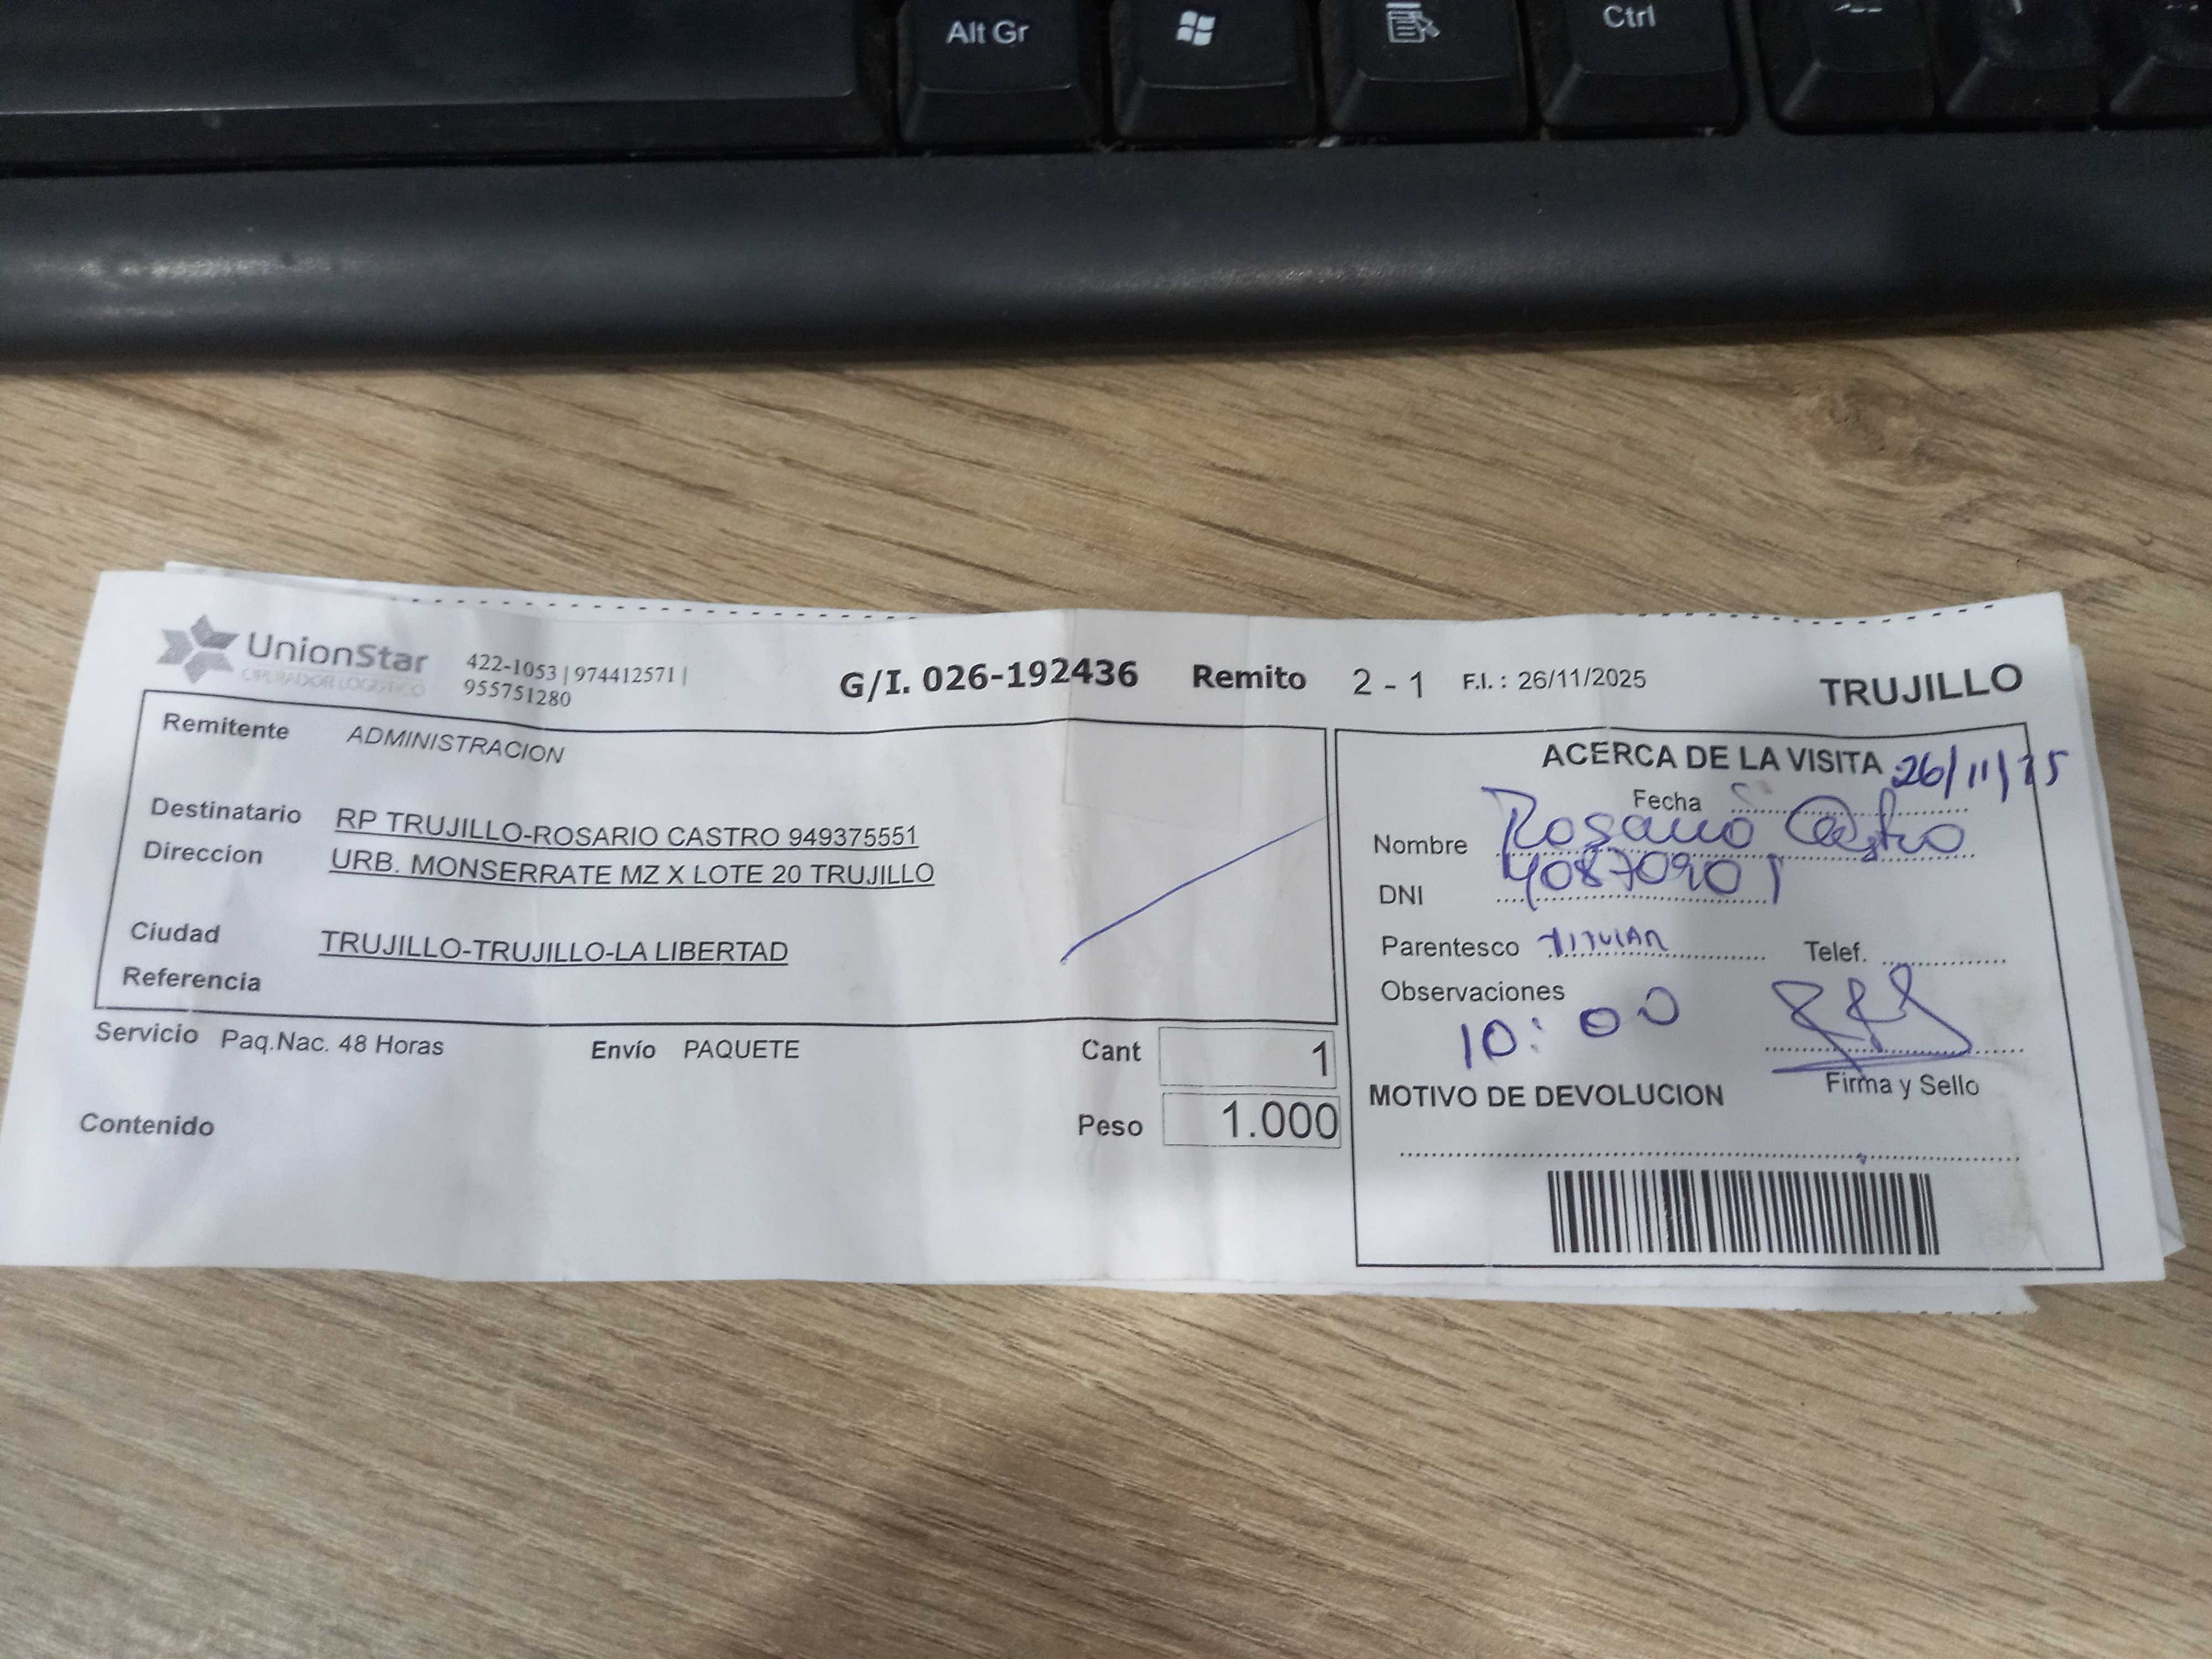 Alt Gr
Ctrl
UnionStar
OPERADOR LOGISTICO
422-1053 | 974412571 |
955751280
G/I. 026-192436 Remito 2 - 1 F.I. : 26/11/2025 TRUJILLO
Remitente ADMINISTRACION
Destinatario RP TRUJILLO-ROSARIO CASTRO 949375551
Direccion URB. MONSERRATE MZ X LOTE 20 TRUJILLO
Ciudad TRUJILLO-TRUJILLO-LA LIBERTAD
Referencia
Servicio Paq.Nac. 48 Horas Envío PAQUETE Cant 1
Contenido Peso 1.000
ACERCA DE LA VISITA
Fecha 26/11/25
Nombre Rosario Castro
DNI 40870901
Parentesco TITULAR Telef.
Observaciones
10:00
Firma y Sello
MOTIVO DE DEVOLUCION